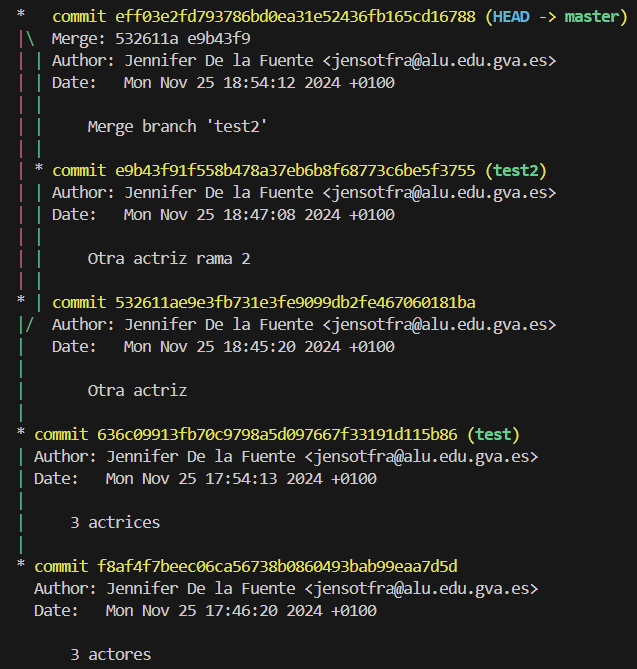 *   commit eff03e2fd793786bd0ea31e52436fb165cd16788 (HEAD -> master)
|\  Merge: 532611a e9b43f9
| | Author: Jennifer De la Fuente <jensotfra@alu.edu.gva.es>
| | Date:   Mon Nov 25 18:54:12 2024 +0100
| |
| |     Merge branch 'test2'
| |
| * commit e9b43f91f558b478a37eb6b8f68773c6be5f3755 (test2)
| | Author: Jennifer De la Fuente <jensotfra@alu.edu.gva.es>
| | Date:   Mon Nov 25 18:47:08 2024 +0100
| |
| |     Otra actriz rama 2
| |
* | commit 532611ae9e3fb731e3fe9099db2fe467060181ba
|/  Author: Jennifer De la Fuente <jensotfra@alu.edu.gva.es>
|   Date:   Mon Nov 25 18:45:20 2024 +0100
|
|       Otra actriz
|
* commit 636c09913fb70c9798a5d097667f33191d115b86 (test)
| Author: Jennifer De la Fuente <jensotfra@alu.edu.gva.es>
| Date:   Mon Nov 25 17:54:13 2024 +0100
|
|     3 actrices
|
* commit f8af4f7beec06ca56738b0860493bab99eaa7d5d
  Author: Jennifer De la Fuente <jensotfra@alu.edu.gva.es>
  Date:   Mon Nov 25 17:46:20 2024 +0100

      3 actores